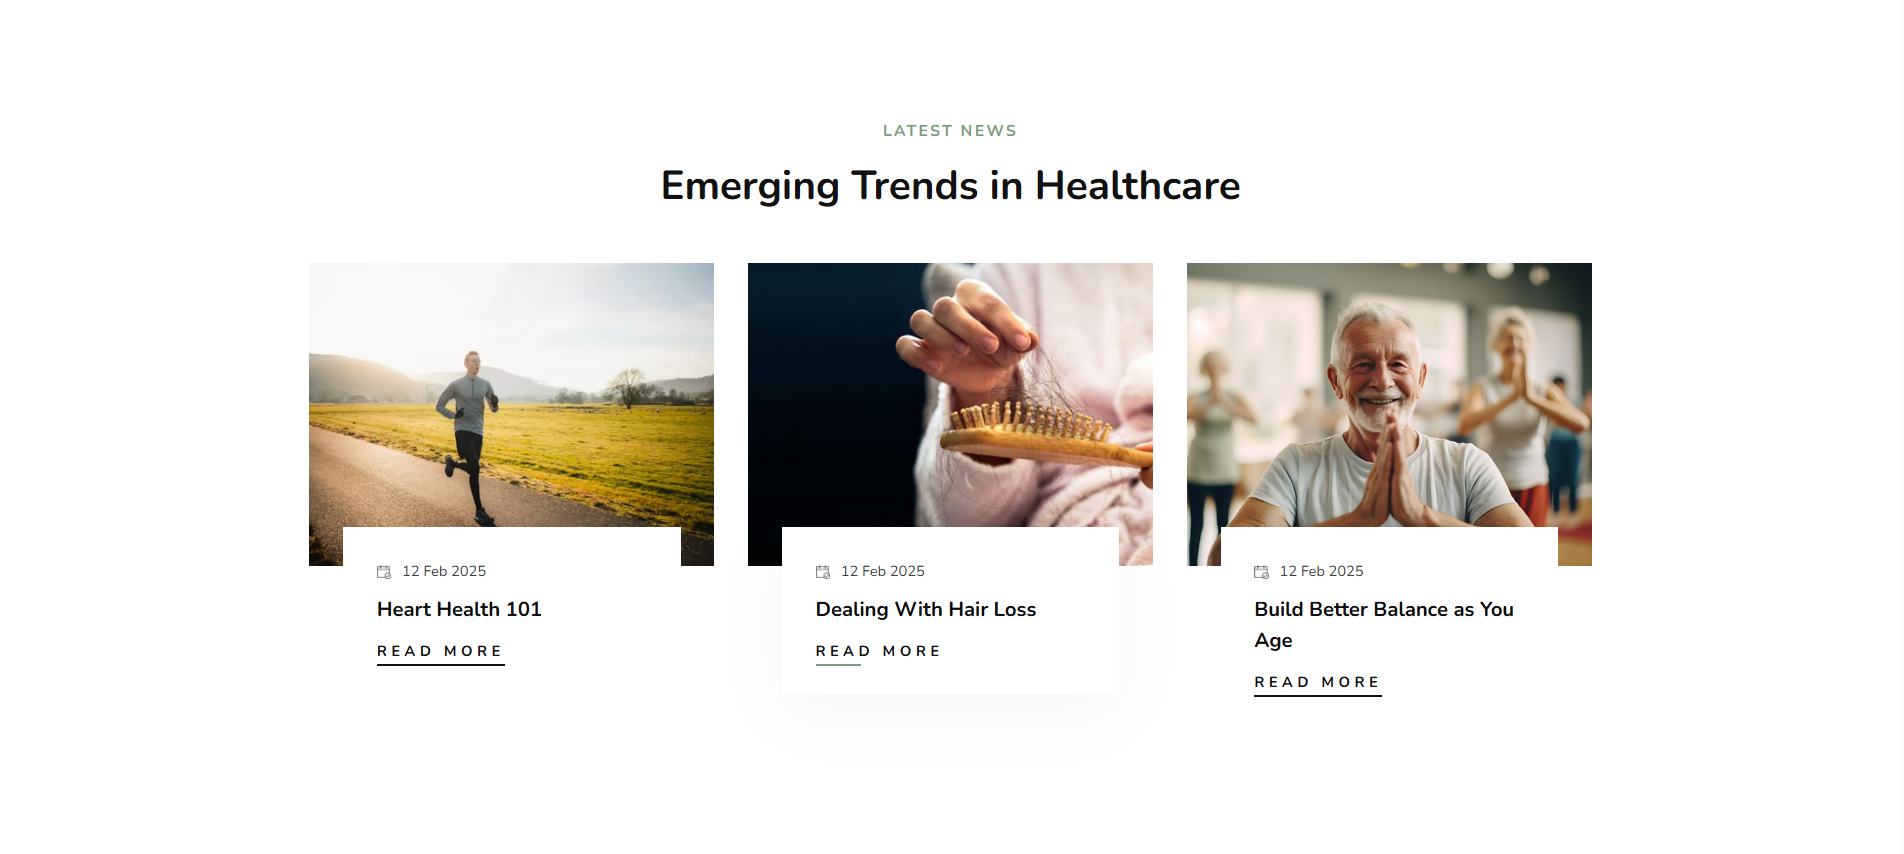 LATEST NEWS
Emerging Trends in Healthcare
12 Feb 2025
Heart Health 101
READ MORE
12 Feb 2025
Dealing With Hair Loss
READ MORE
12 Feb 2025
Build Better Balance as You
Age
READ MORE